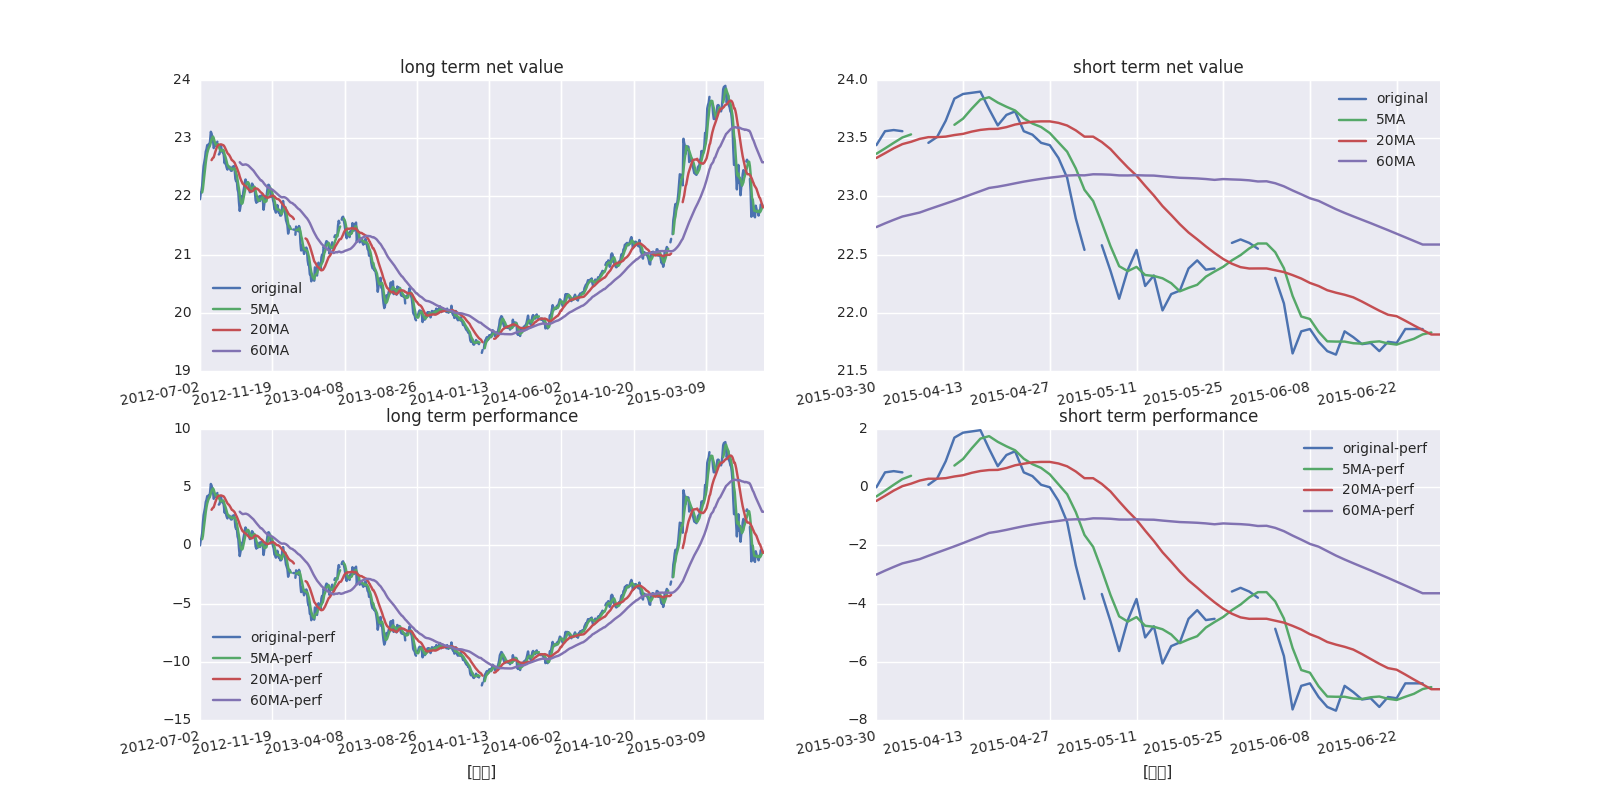 long term net value
24
23
22
21
20
19
original
5MA
20MA
60MA
2012-07-02
2012-11-19
2013-04-08
2013-08-26
2014-01-13
2014-06-02
2014-10-20
2015-03-09
short term net value
24.0
23.5
23.0
22.5
22.0
21.5
original
5MA
20MA
60MA
2015-03-30
2015-04-13
2015-04-27
2015-05-11
2015-05-25
2015-06-08
2015-06-22
long term performance
10
5
0
−5
−10
−15
original-perf
5MA-perf
20MA-perf
60MA-perf
2012-07-02
2012-11-19
2013-04-08
2013-08-26
2014-01-13
2014-06-02
2014-10-20
2015-03-09
short term performance
2
0
−2
−4
−6
−8
original-perf
5MA-perf
20MA-perf
60MA-perf
2015-03-30
2015-04-13
2015-04-27
2015-05-11
2015-05-25
2015-06-08
2015-06-22